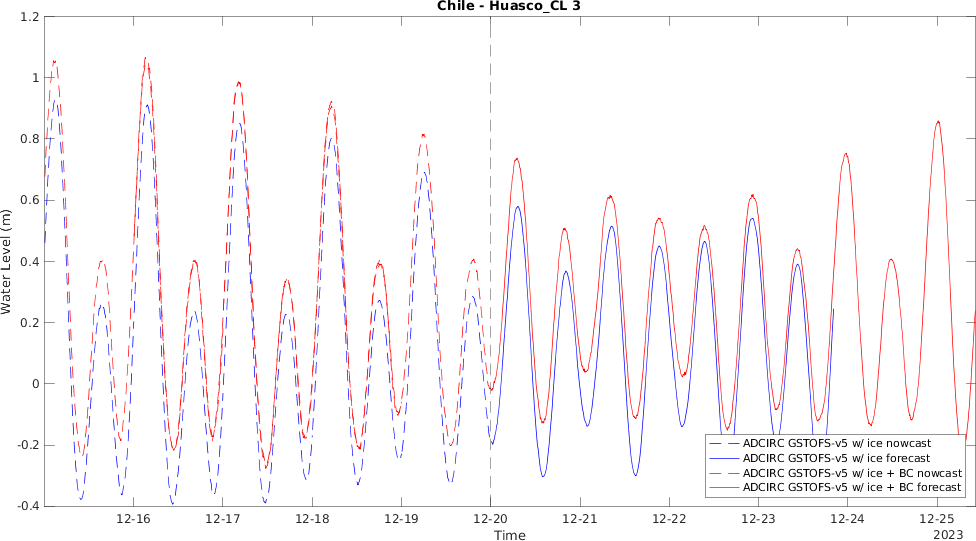 Chile - Huasco_CL 3
1.2
1
0.8
0.6
0.4
0.2
0
-0.2
-0.4
Water Level (m)
12-16
12-17
12-18
12-19
12-20
12-21
12-22
12-23
12-24
12-25
Time
2023
ADCIRC GSTOFS-v5 w/ ice nowcast
ADCIRC GSTOFS-v5 w/ ice forecast
ADCIRC GSTOFS-v5 w/ ice + BC nowcast
ADCIRC GSTOFS-v5 w/ ice + BC forecast